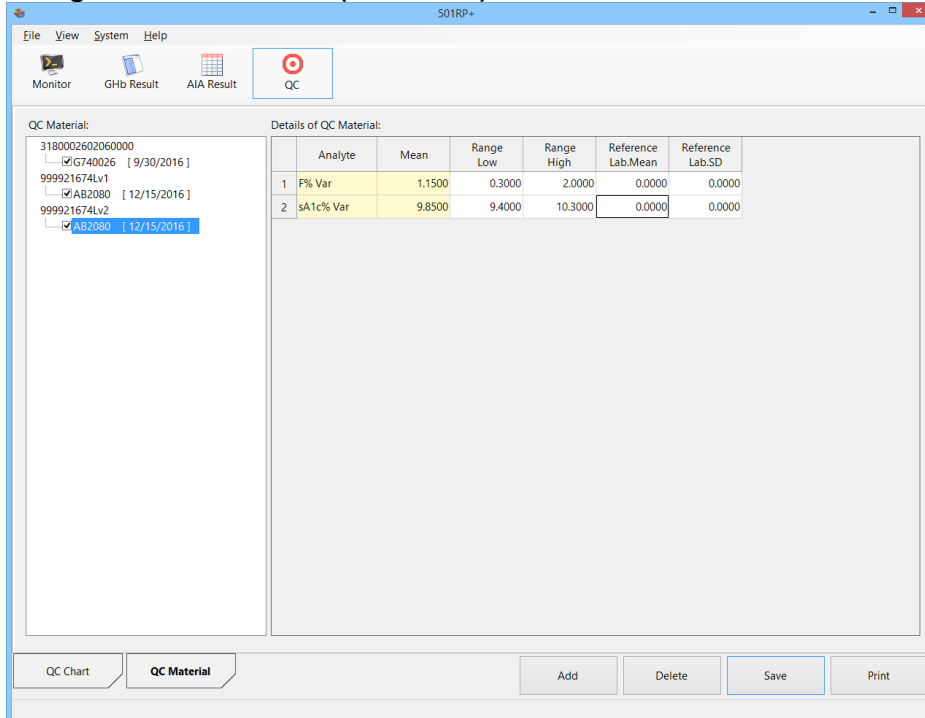 501RP+
File View System Help
Monitor GHb Result AIA Result QC
QC Material:
3180002602060000
G740026 [ 9/30/2016 ]
999921674Lv1
AB2080 [ 12/15/2016 ]
999921674Lv2
AB2080 [ 12/15/2016 ]
Details of QC Material:
Analyte Mean Range Low Range High Reference Lab.Mean Reference Lab.SD
1 F% Var 1.1500 0.3000 2.0000 0.0000 0.0000
2 sA1c% Var 9.8500 9.4000 10.3000 0.0000 0.0000
QC Chart QC Material Add Delete Save Print